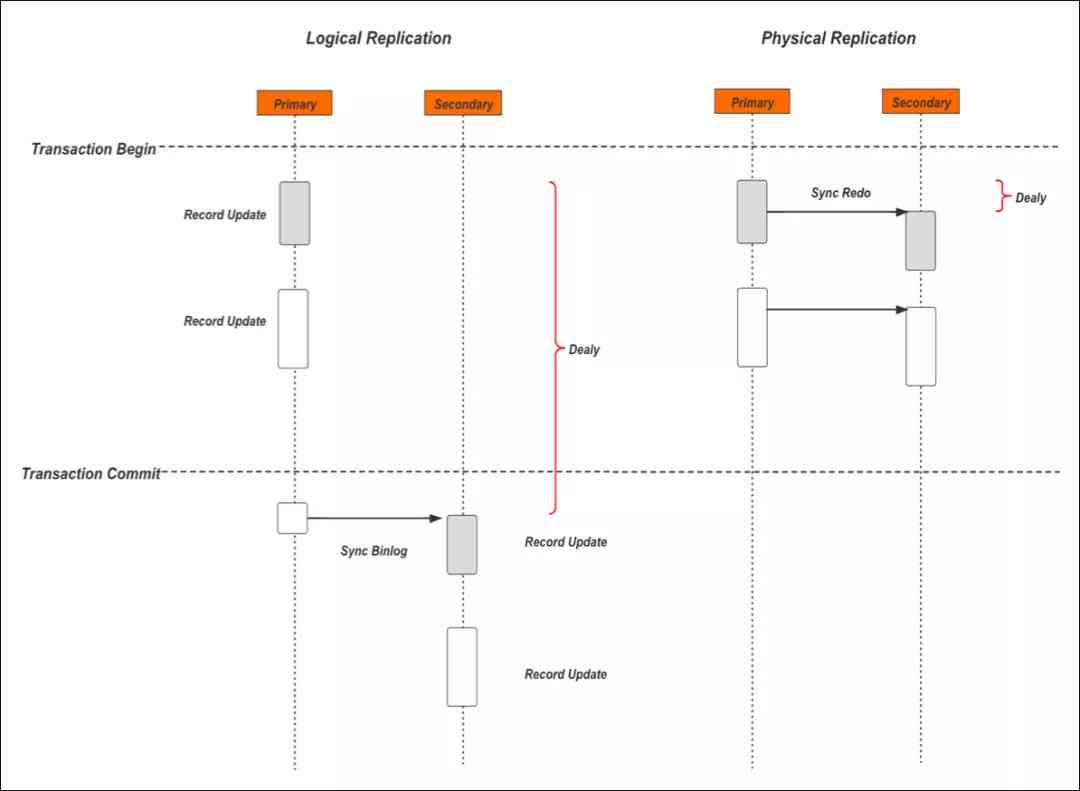 Logical Replication
Physical Replication
Primary
Secondary
Primary
Secondary
Transaction Begin
Record Update
Sync Redo
Dealy
Record Update
Dealy
Transaction Commit
Sync Binlog
Record Update
Record Update